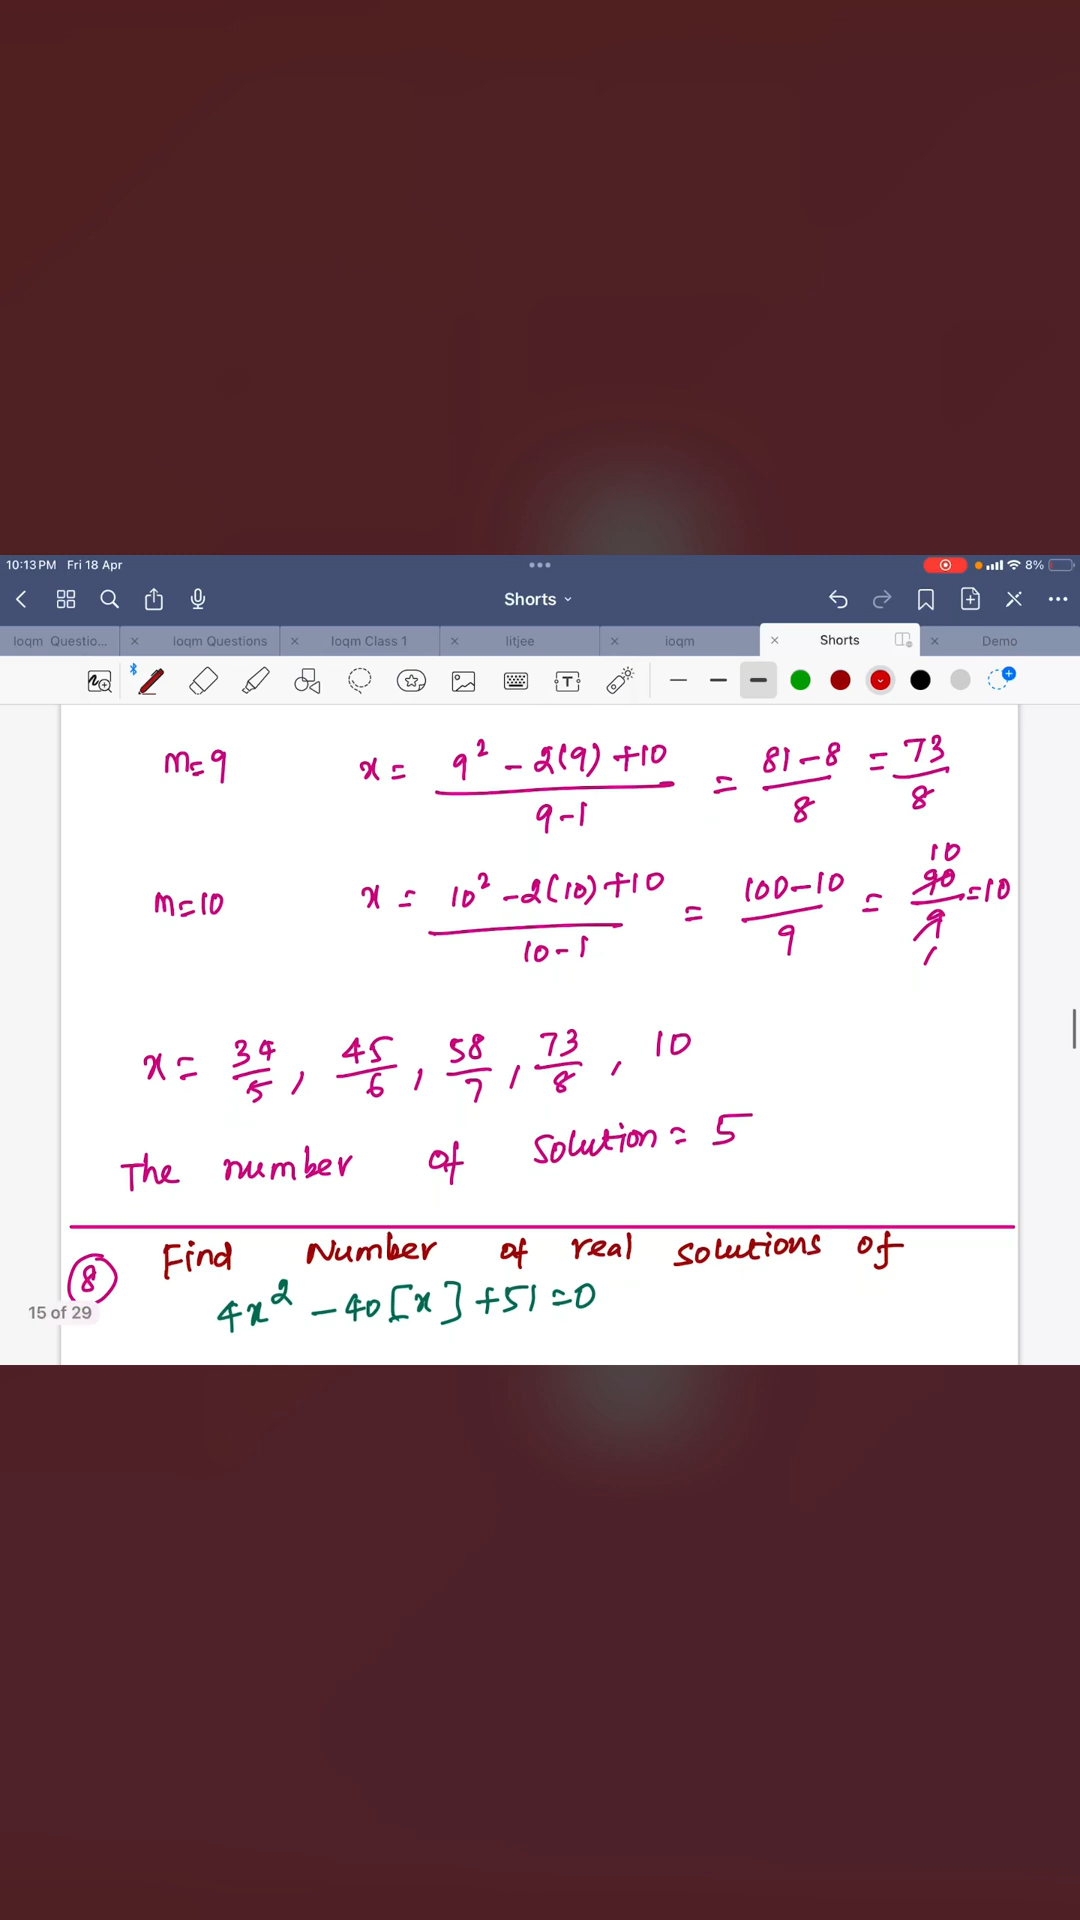 10:13 PM Fri 18 Apr
8%
Shorts
Ioqm Questio...
Ioqm Questions
Ioqm Class 1
Iitjee
ioqm
Shorts
Demo
m=9 x = 9² - 2(9) + 10 / 9-1 = 81-8 / 8 = 73/8
m=10 x = 10² - 2(10) + 10 / 10-1 = 100-10 / 9 = 90/9 = 10
10
1
x = 34/5, 45/6, 58/7, 73/8, 10
The number of solution = 5
8 Find Number of real solutions of
4x² - 40[x] + 51 = 0
15 of 29